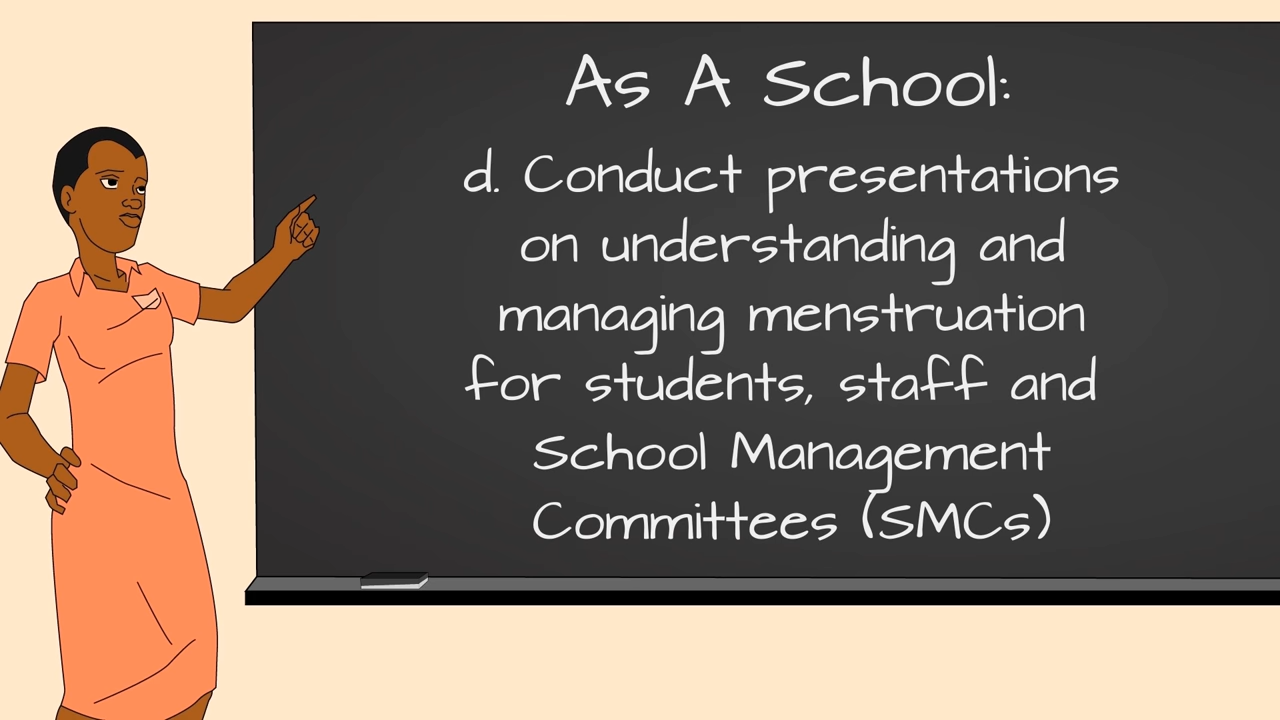 As A School:
d. Conduct presentations
on understanding and
managing menstruation
for students, staff and
School Management
Committees (SMCs)